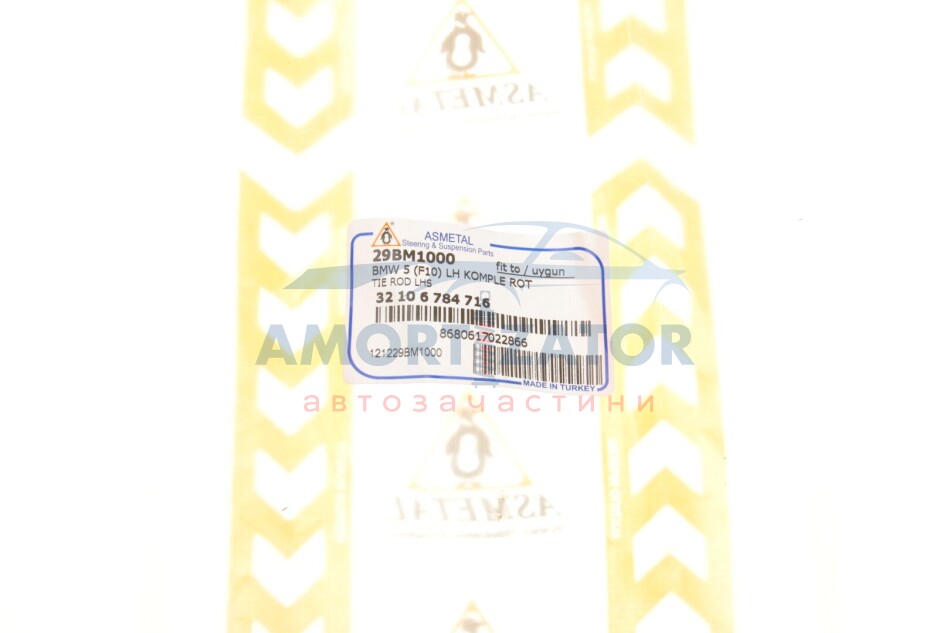 ASMETAL
ASMETAL
Steering & Suspension Parts
29BM1000
fit to / uygun
BMW 5 (F10) LH KOMPLE ROT
TIE ROD LHS
32 10 6 784 716
8680617022866
AMORTIZATOR
121229BM1000
MADE IN TURKEY
автозачастини
ASMETAL